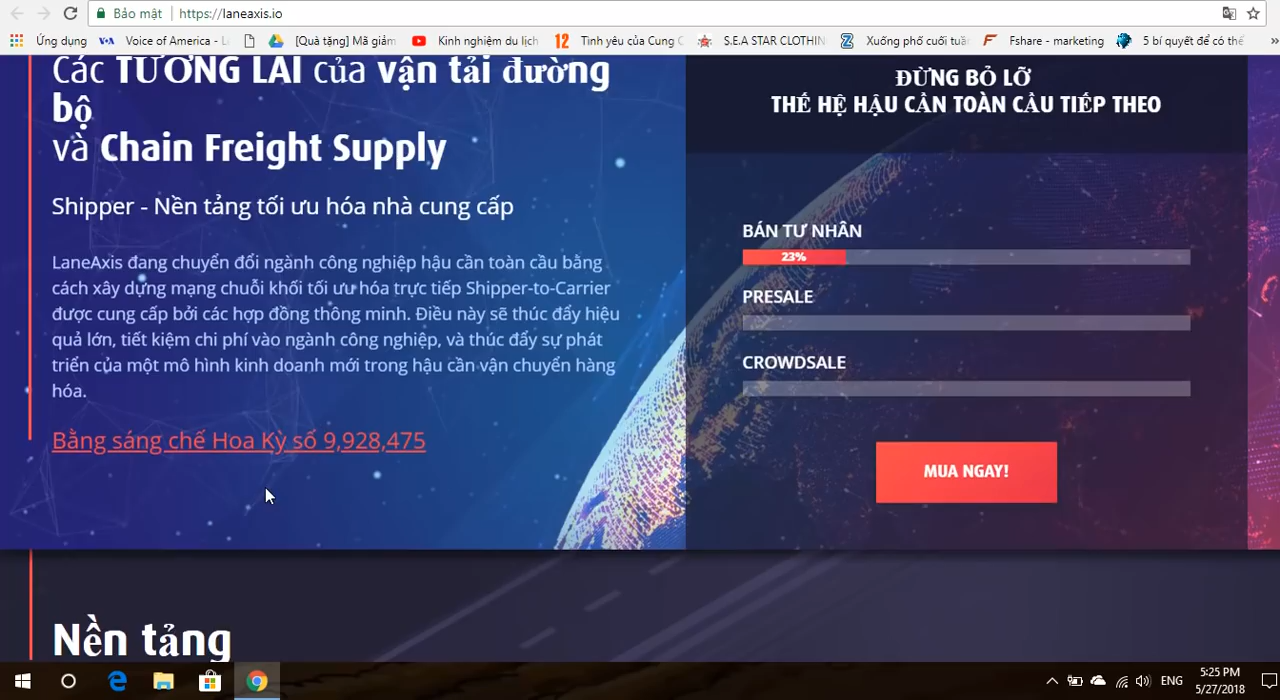 Bảo mật | https://laneaxis.io
Ứng dụng VOA Voice of America - L [Quà tặng] Mã giảm Kinh nghiệm du lịch 12 Tình yêu của Cung S.E.A STAR CLOTHIN Z Xuống phố cuối tuần F Fshare - marketing 5 bí quyết để có thể »
Các TƯƠNG LAI của vận tải đường
bộ
và Chain Freight Supply
Shipper - Nền tảng tối ưu hóa nhà cung cấp
LaneAxis đang chuyển đổi ngành công nghiệp hậu cần toàn cầu bằng
cách xây dựng mạng chuỗi khối tối ưu hóa trực tiếp Shipper-to-Carrier
được cung cấp bởi các hợp đồng thông minh. Điều này sẽ thúc đẩy hiệu
quả lớn, tiết kiệm chi phí vào ngành công nghiệp, và thúc đẩy sự phát
triển của một mô hình kinh doanh mới trong hậu cần vận chuyển hàng
hóa.
Bằng sáng chế Hoa Kỳ số 9,928,475
ĐỪNG BỎ LỠ
THẾ HỆ HẬU CẦN TOÀN CẦU TIẾP THEO
BÁN TƯ NHÂN
23%
PRESALE
CROWDSALE
MUA NGAY!
Nền tảng
ENG
5:25 PM
5/27/2018